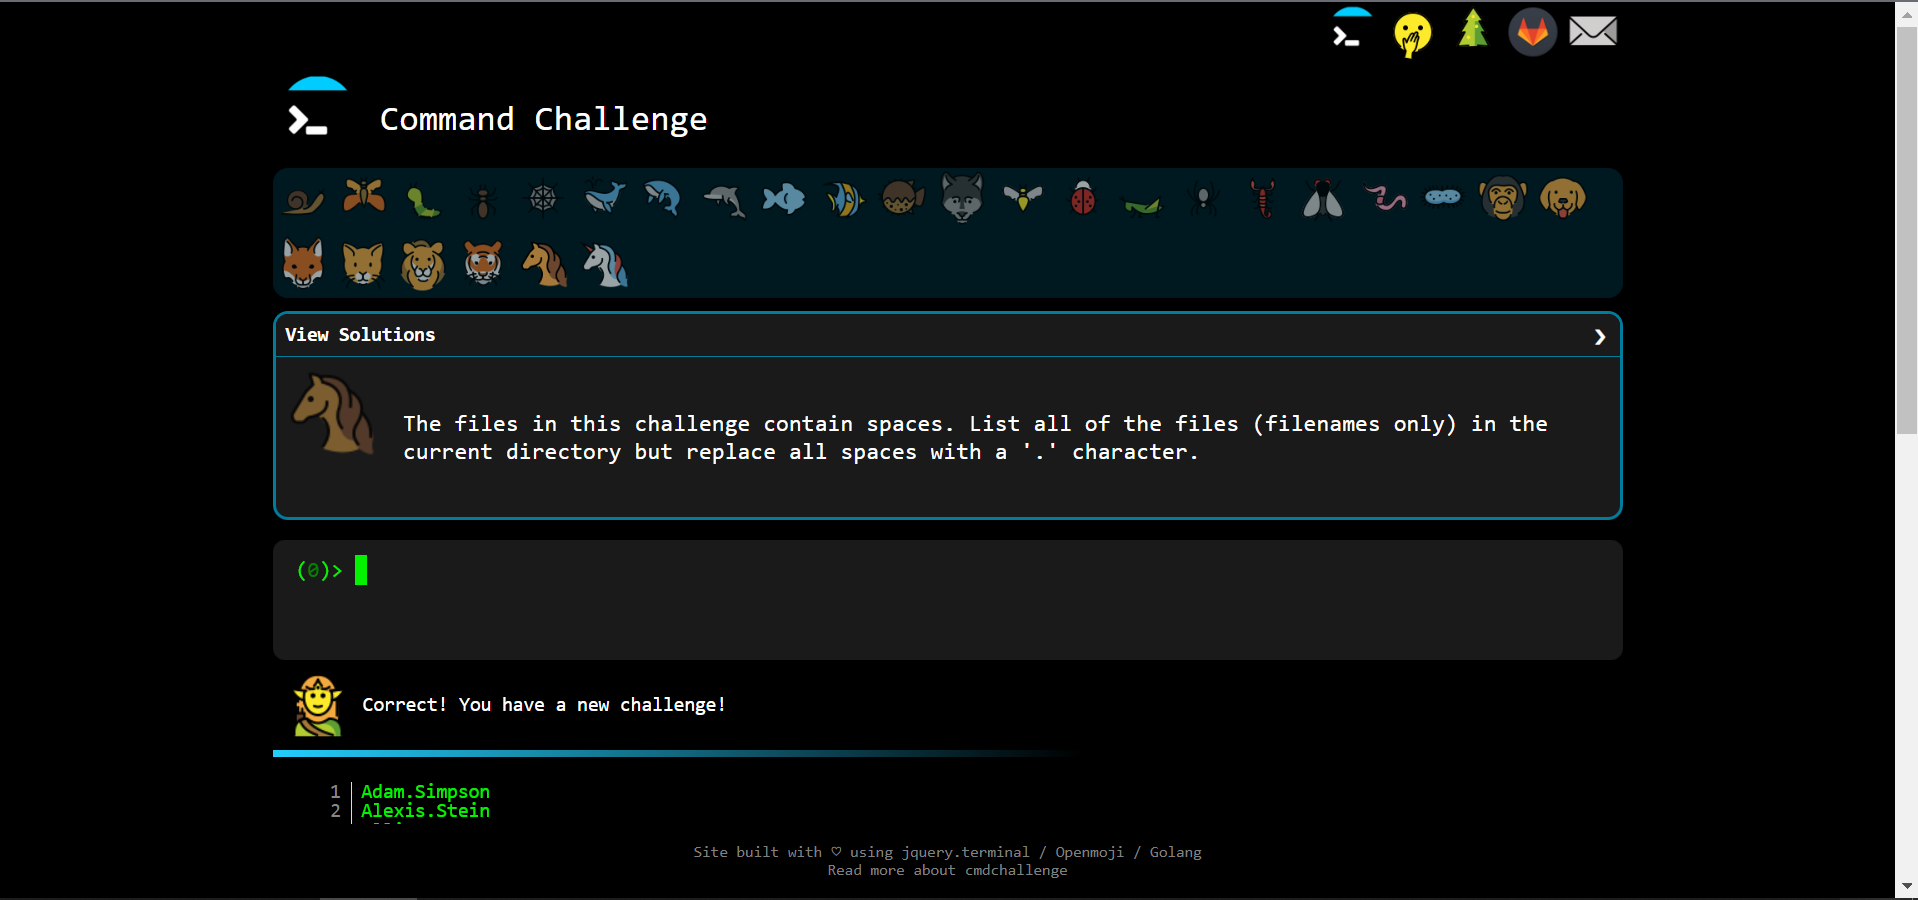 Command Challenge
View Solutions
The files in this challenge contain spaces. List all of the files (filenames only) in the
current directory but replace all spaces with a '.' character.
(0)>
Correct! You have a new challenge!
1 Adam.Simpson
2 Alexis.Stein
Site built with ♡ using jquery.terminal / Openmoji / Golang
Read more about cmdchallenge